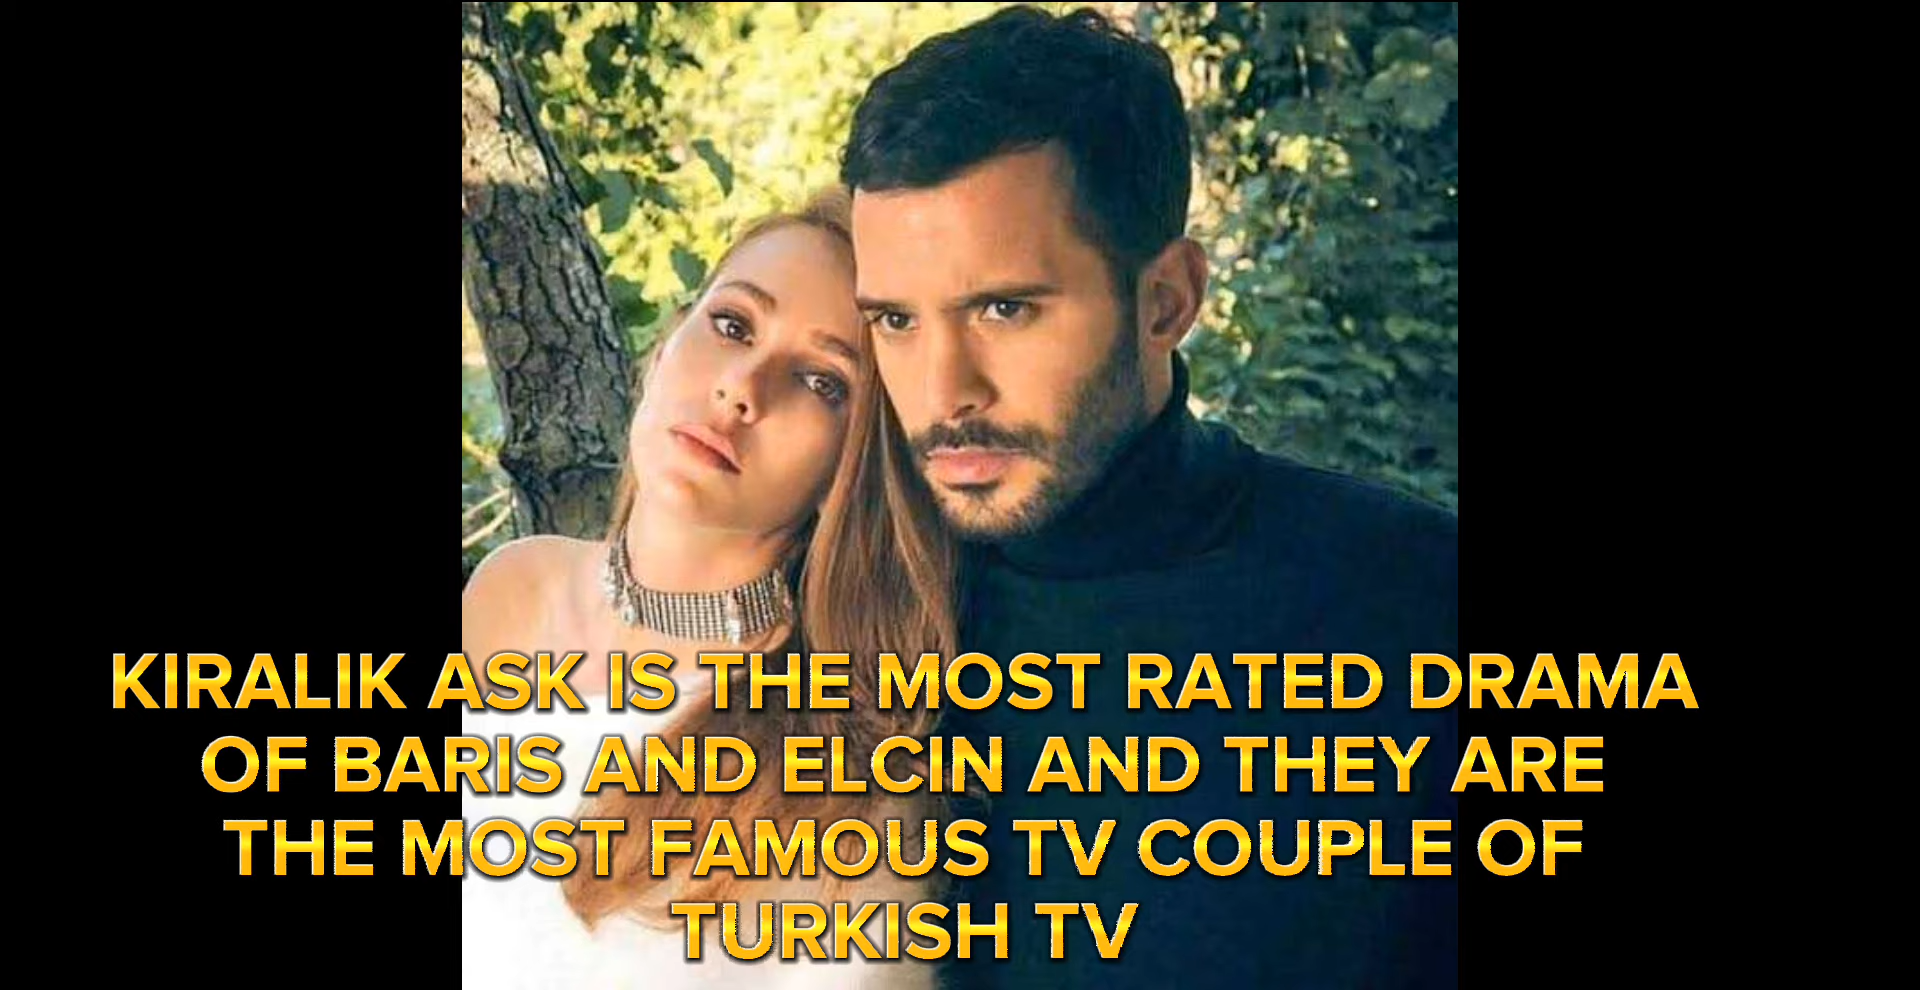 KIRALIK ASK IS THE MOST RATED DRAMA
OF BARIS AND ELCIN AND THEY ARE
THE MOST FAMOUS TV COUPLE OF
TURKISH TV